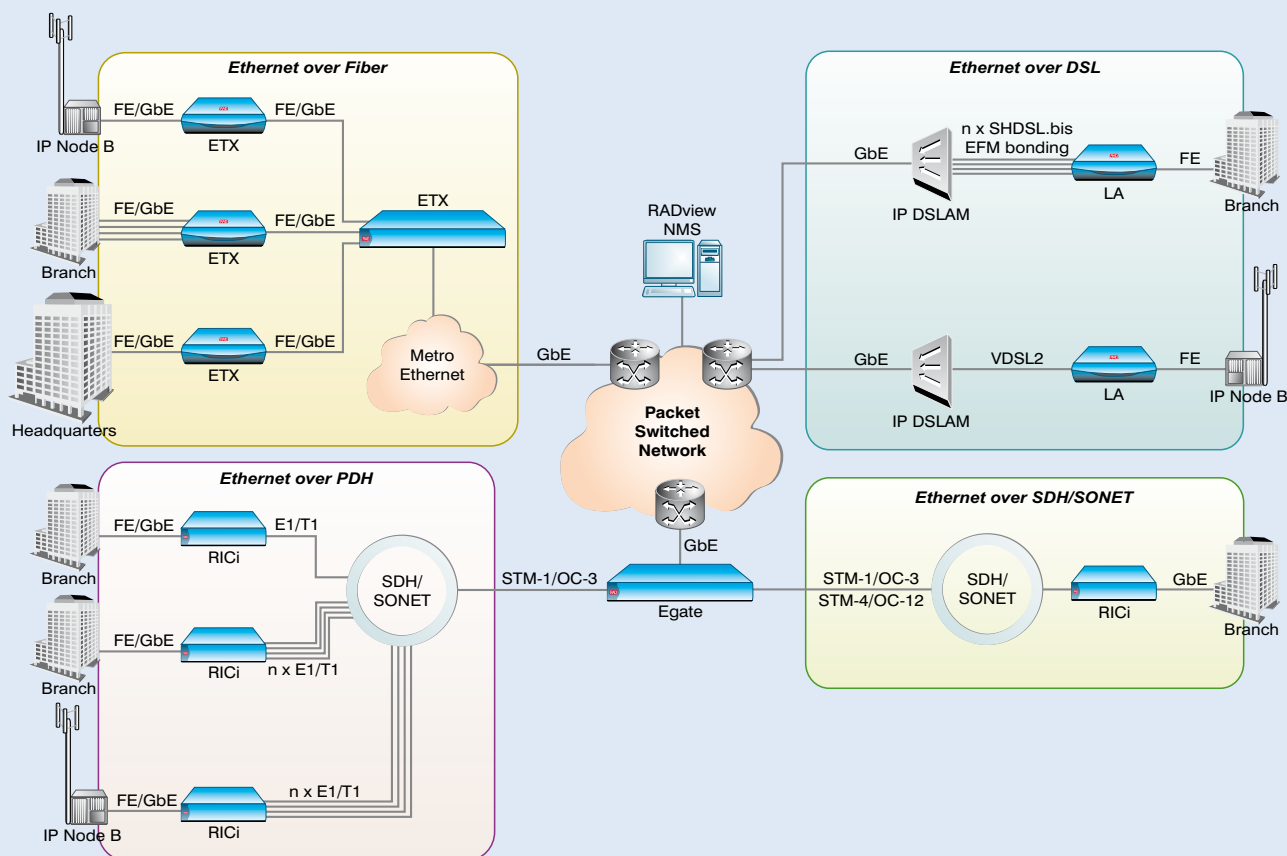 Ethernet over Fiber
FE/GbE
FE/GbE
IP Node B
ETX
FE/GbE
FE/GbE
ETX
Branch
ETX
FE/GbE
FE/GbE
Headquarters
ETX
Metro
Ethernet
GbE
RADview
NMS
Packet
Switched
Network
Ethernet over DSL
GbE
n x SHDSL.bis
EFM bonding
FE
IP DSLAM
LA
Branch
GbE
VDSL2
FE
IP DSLAM
LA
IP Node B
Ethernet over PDH
FE/GbE
E1/T1
Branch
RICi
FE/GbE
Branch
RICi
n x E1/T1
SDH/
SONET
FE/GbE
n x E1/T1
IP Node B
RICi
STM-1/OC-3
GbE
Egate
Ethernet over SDH/SONET
STM-1/OC-3
STM-4/OC-12
SDH/
SONET
RICi
GbE
Branch